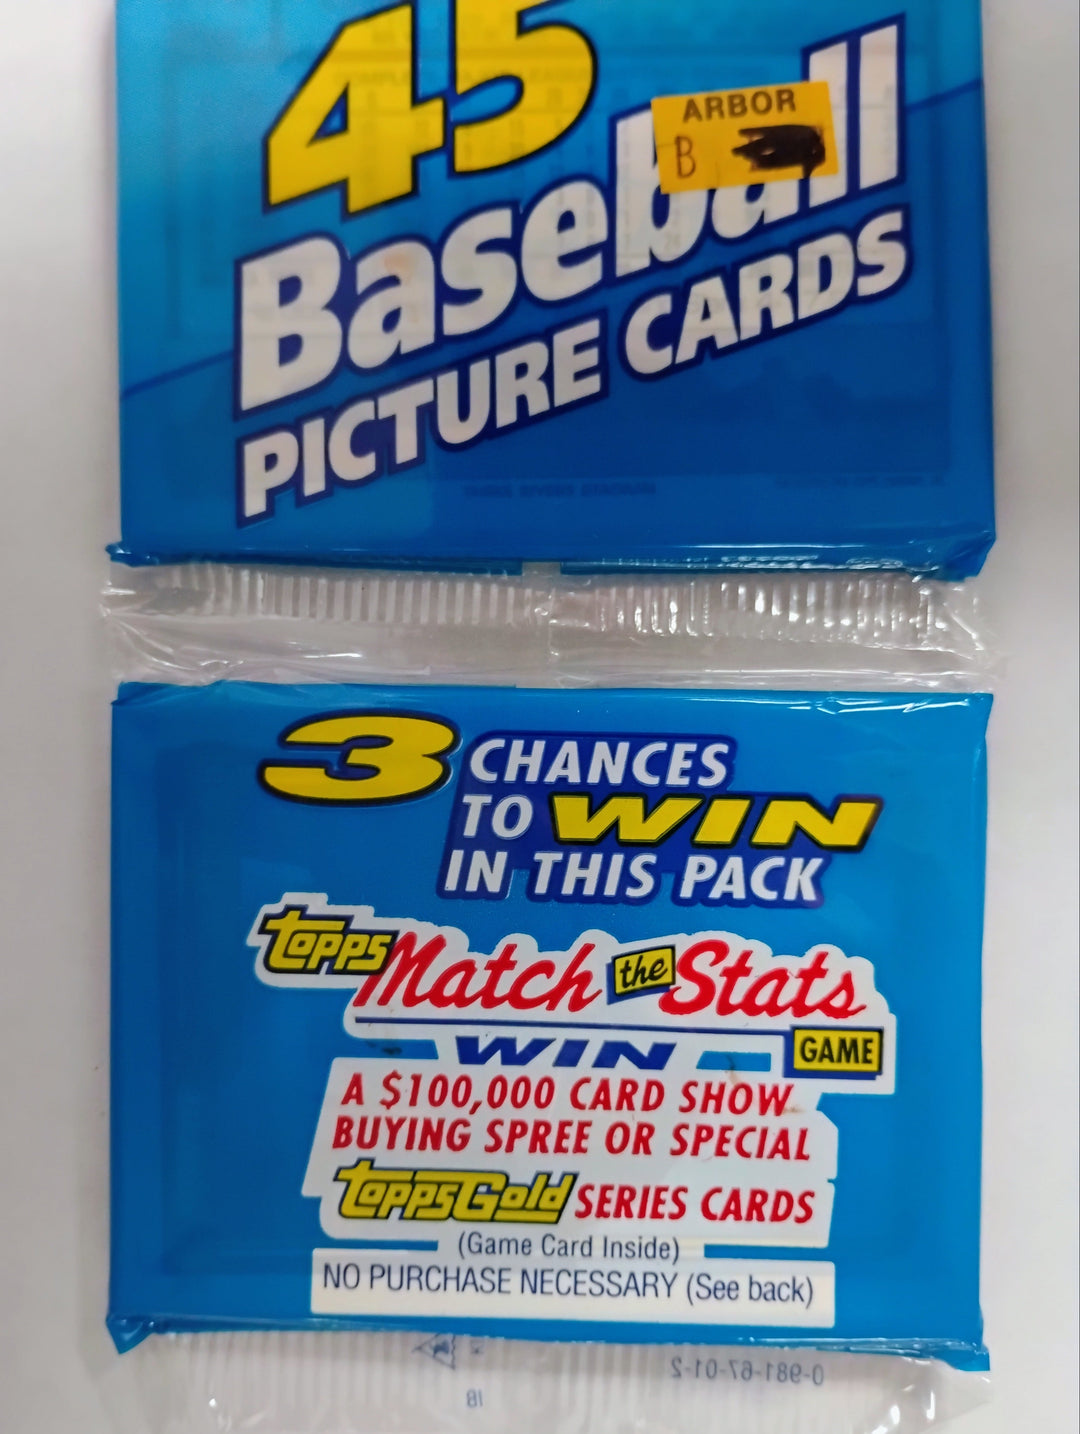 45
ARBOR
B
Baseball
PICTURE CARDS
3 CHANCES
TO WIN
IN THIS PACK
topps Match the Stats
GAME
WIN
A $100,000 CARD SHOW
BUYING SPREE OR SPECIAL
topps Gold SERIES CARDS
(Game Card Inside)
NO PURCHASE NECESSARY (See back)
0-981-67-01-2